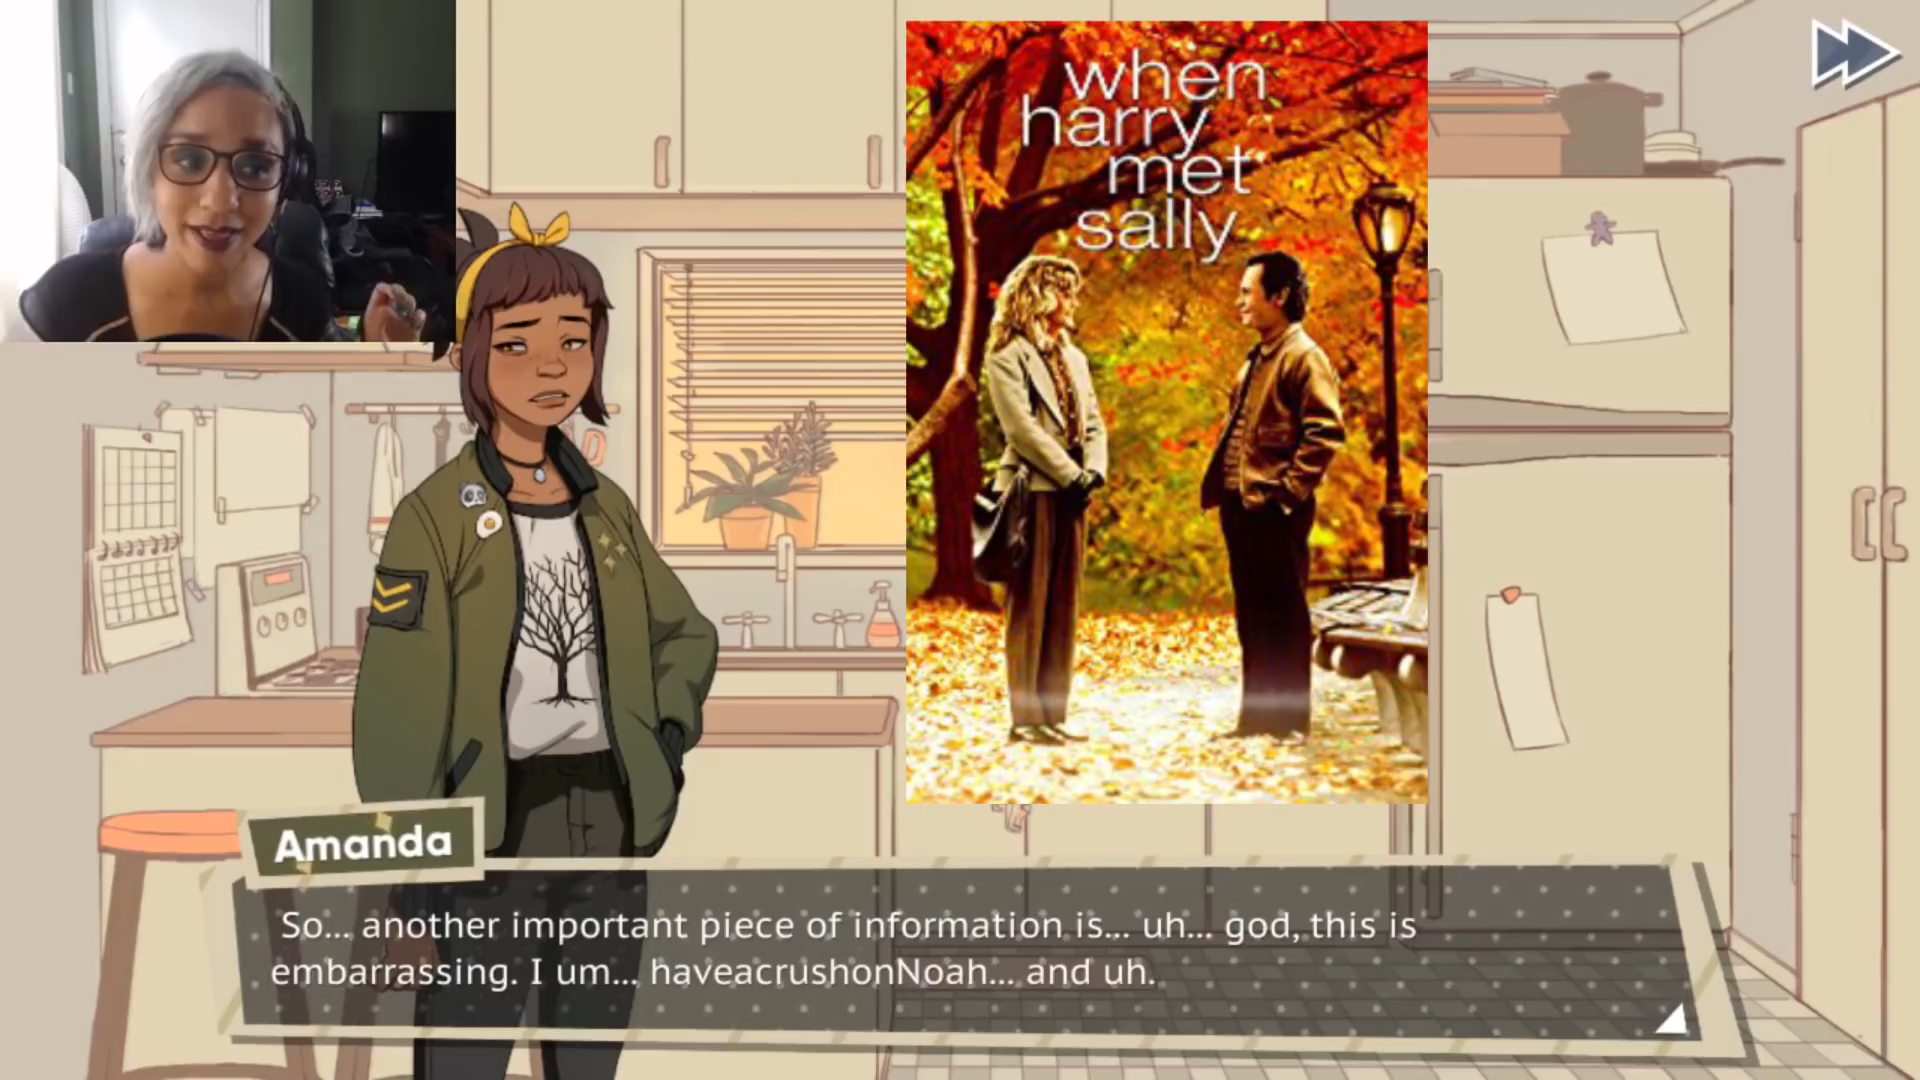 when
harry
met
sally
Amanda
So... another important piece of information is... uh... god, this is
embarrassing. I um... haveacrushonNoah... and uh.